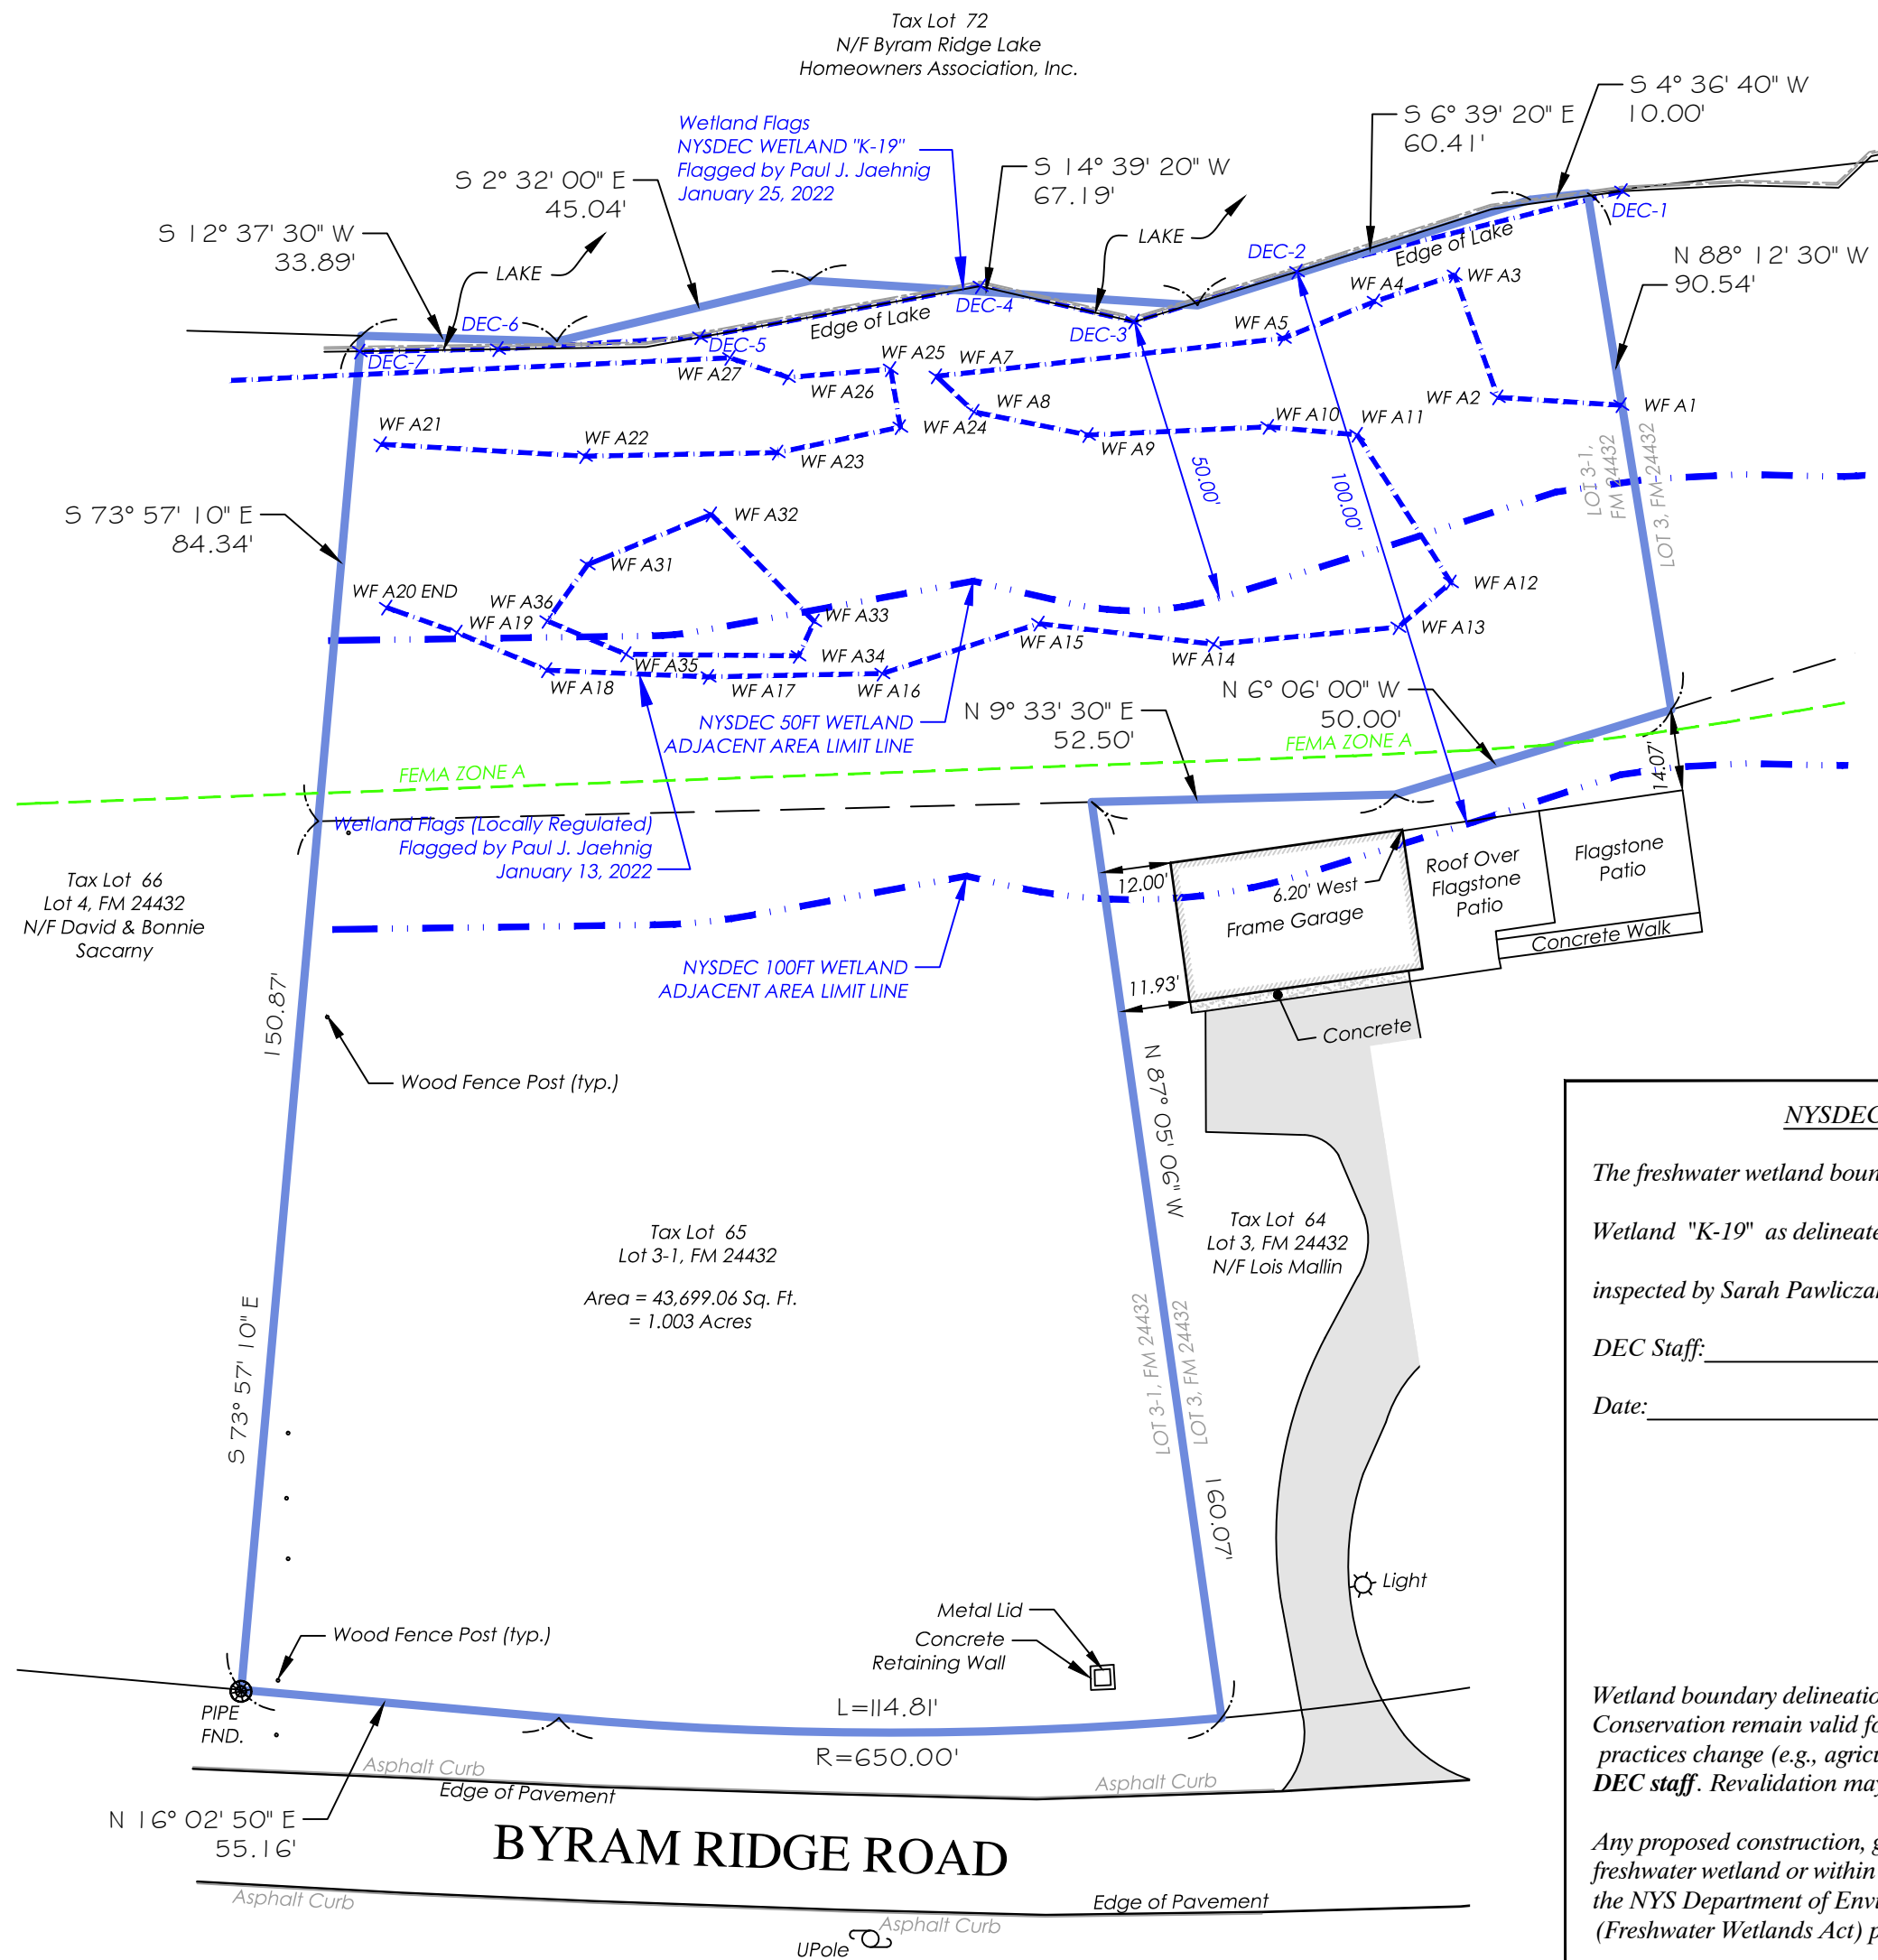 Tax Lot 72
N/F Byram Ridge Lake
Homeowners Association, Inc.
S 4° 36' 40" W
10.00'
S 6° 39' 20" E
60.41'
Wetland Flags
NYSDEC WETLAND "K-19"
Flagged by Paul J. Jaehnig
January 25, 2022
S 14° 39' 20" W
67.19'
S 2° 32' 00" E
45.04'
S 12° 37' 30" W
33.89'
LAKE
LAKE
DEC-1
DEC-2
Edge of Lake
N 88° 12' 30" W
90.54'
WF A3
WF A4
WF A5
DEC-3
DEC-4
Edge of Lake
DEC-5
DEC-6
DEC-7
WF A27
WF A26
WF A25
WF A7
WF A8
WF A2
WF A1
WF A21
WF A22
WF A23
WF A24
WF A9
WF A10
WF A11
50.00'
100.00'
LOT 3-1,
FM 24432
LOT 3, FM-24432
S 73° 57' 10" E
84.34'
WF A32
WF A31
WF A20 END
WF A36
WF A19
WF A33
WF A12
WF A13
WF A15
WF A14
WF A35
WF A34
WF A18
WF A17
WF A16
NYSDEC 50FT WETLAND
ADJACENT AREA LIMIT LINE
N 9° 33' 30" E
52.50'
N 6° 06' 00" W
50.00'
FEMA ZONE A
FEMA ZONE A
14.07'
Wetland Flags (Locally Regulated)
Flagged by Paul J. Jaehnig
January 13, 2022
Tax Lot 66
Lot 4, FM 24432
N/F David & Bonnie
Sacarny
12.00'
6.20' West
Frame Garage
Roof Over
Flagstone
Patio
Flagstone
Patio
Concrete Walk
NYSDEC 100FT WETLAND
ADJACENT AREA LIMIT LINE
11.93'
Concrete
150.87'
Wood Fence Post (typ.)
N 87° 05' 06" W
Tax Lot 65
Lot 3-1, FM 24432
Area = 43,699.06 Sq. Ft.
= 1.003 Acres
Tax Lot 64
Lot 3, FM 24432
N/F Lois Mallin
S 73° 57' 10" E
LOT 3-1, FM 24432
LOT 3, FM 24432
160.07'
Light
Metal Lid
Concrete
Retaining Wall
Wood Fence Post (typ.)
PIPE
FND.
L=114.81'
R=650.00'
N 16° 02' 50" E
55.16'
Asphalt Curb
Edge of Pavement
Asphalt Curb
BYRAM RIDGE ROAD
Asphalt Curb
Edge of Pavement
Asphalt Curb
UPole
NYSDEC
The freshwater wetland boun
Wetland "K-19" as delineate
inspected by Sarah Pawlicza
DEC Staff:
Date:
Wetland boundary delineatio
Conservation remain valid fo
practices change (e.g., agricu
DEC staff. Revalidation may
Any proposed construction, g
freshwater wetland or within
the NYS Department of Envi
(Freshwater Wetlands Act) p